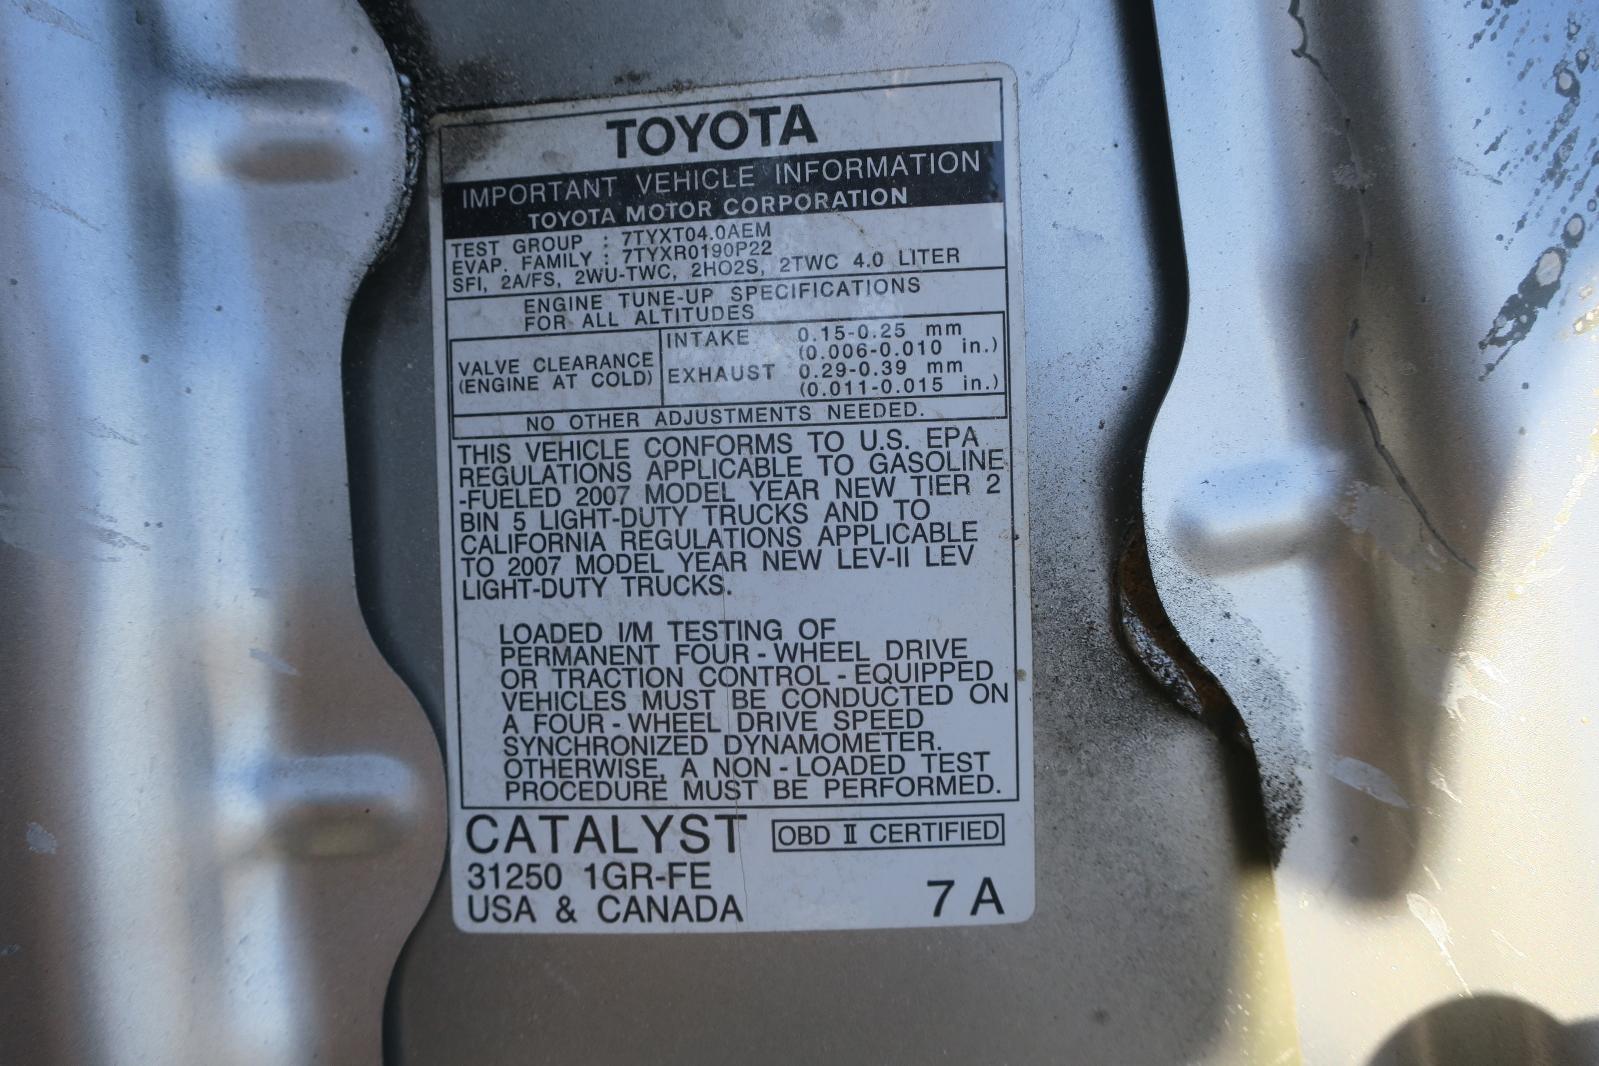 TOYOTA
IMPORTANT VEHICLE INFORMATION
TOYOTA MOTOR CORPORATION
TEST GROUP : 7TYXT04.0AEM
EVAP. FAMILY : 7TYXR0190P22
SFI, 2A/FS, 2WU-TWC, 2HO2S, 2TWC 4.0 LITER
ENGINE TUNE-UP SPECIFICATIONS
FOR ALL ALTITUDES
VALVE CLEARANCE
(ENGINE AT COLD)
INTAKE 0.15-0.25 mm
(0.006-0.010 in.)
EXHAUST 0.29-0.39 mm
(0.011-0.015 in.)
NO OTHER ADJUSTMENTS NEEDED.
THIS VEHICLE CONFORMS TO U.S. EPA
REGULATIONS APPLICABLE TO GASOLINE
-FUELED 2007 MODEL YEAR NEW TIER 2
BIN 5 LIGHT-DUTY TRUCKS AND TO
CALIFORNIA REGULATIONS APPLICABLE
TO 2007 MODEL YEAR NEW LEV-II LEV
LIGHT-DUTY TRUCKS.
LOADED I/M TESTING OF
PERMANENT FOUR-WHEEL DRIVE
OR TRACTION CONTROL-EQUIPPED
VEHICLES MUST BE CONDUCTED ON
A FOUR-WHEEL DRIVE SPEED
SYNCHRONIZED DYNAMOMETER.
OTHERWISE, A NON-LOADED TEST
PROCEDURE MUST BE PERFORMED.
CATALYST
OBD II CERTIFIED
31250 1GR-FE
USA & CANADA
7A